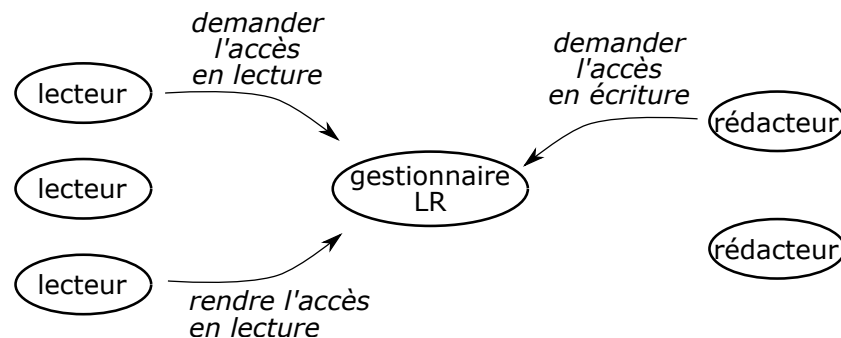 demander
l'accès
en lecture
demander
l'accès
en écriture
lecteur
rédacteur
lecteur
gestionnaire
LR
rédacteur
lecteur
rendre l'accès
en lecture